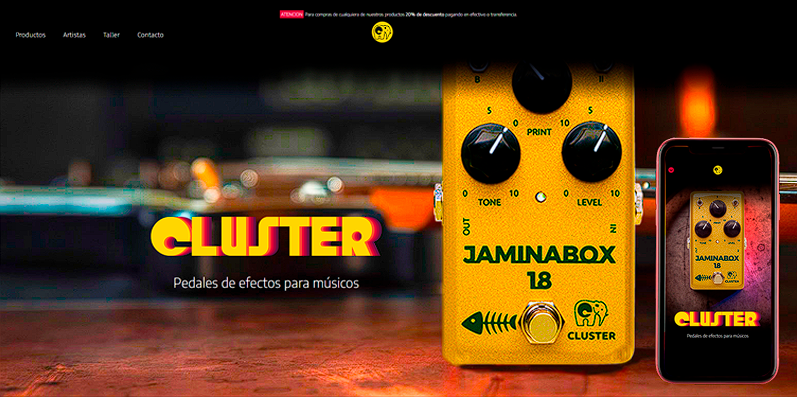 ATENCIÓN Para compras de cualquiera de nuestros productos 20% de descuento pagando en efectivo o transferencia.
Productos Artistas Taller Contacto
B
5 5
0 PRINT 10
0 TONE 10 0 LEVEL 10
OUT IN
JAMINABOX
18
CLUSTER
CLUSTER
Pedales de efectos para músicos
JAMINABOX
18
CLUSTER
CLUSTER
Pedales de efectos para músicos